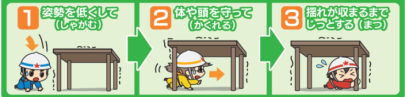 1 姿勢を低くして
(しゃがむ)
2 体や頭を守って
(かくれる)
3 揺れが収まるまで
じっとする(まつ)